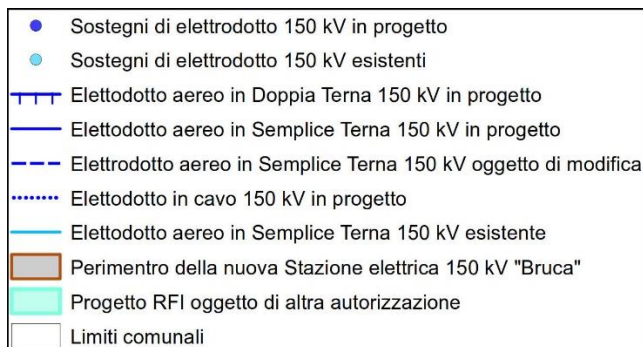 Sostegni di elettrodotto 150 kV in progetto
Sostegni di elettrodotto 150 kV esistenti
Elettodotto aereo in Doppia Terna 150 kV in progetto
Elettodotto aereo in Semplice Terna 150 kV in progetto
Elettrodotto aereo in Semplice Terna 150 kV oggetto di modifica
Elettodotto in cavo 150 kV in progetto
Elettodotto aereo in Semplice Terna 150 kV esistente
Perimentro della nuova Stazione elettrica 150 kV "Bruca"
Progetto RFI oggetto di altra autorizzazione
Limiti comunali